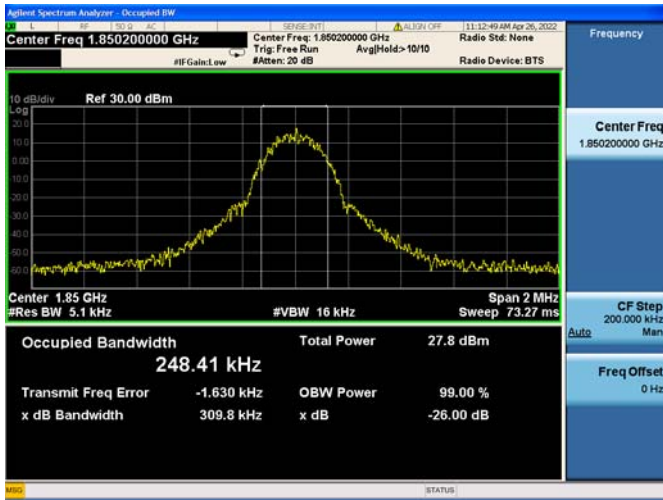 Agilent Spectrum Analyzer - Occupied BW
L RF 50 Ω AC SENSE:INT ALIGN OFF 11:12:49 AM Apr 26, 2022
Center Freq 1.850200000 GHz
Center Freq: 1.850200000 GHz
Radio Std: None
Trig: Free Run Avg|Hold:> 10/10
#IFGain:Low #Atten: 20 dB Radio Device: BTS
10 dB/div Ref 30.00 dBm
Log
20.0
10.0
0.00
-10.0
-20.0
-30.0
-40.0
-50.0
-60.0
Center 1.85 GHz Span 2 MHz
#Res BW 5.1 kHz #VBW 16 kHz Sweep 73.27 ms
Occupied Bandwidth Total Power 27.8 dBm
248.41 kHz
Transmit Freq Error -1.630 kHz OBW Power 99.00 %
x dB Bandwidth 309.8 kHz x dB -26.00 dB
MSG STATUS
Frequency
Center Freq
1.850200000 GHz
CF Step
200.000 kHz
Auto Man
Freq Offset
0 Hz